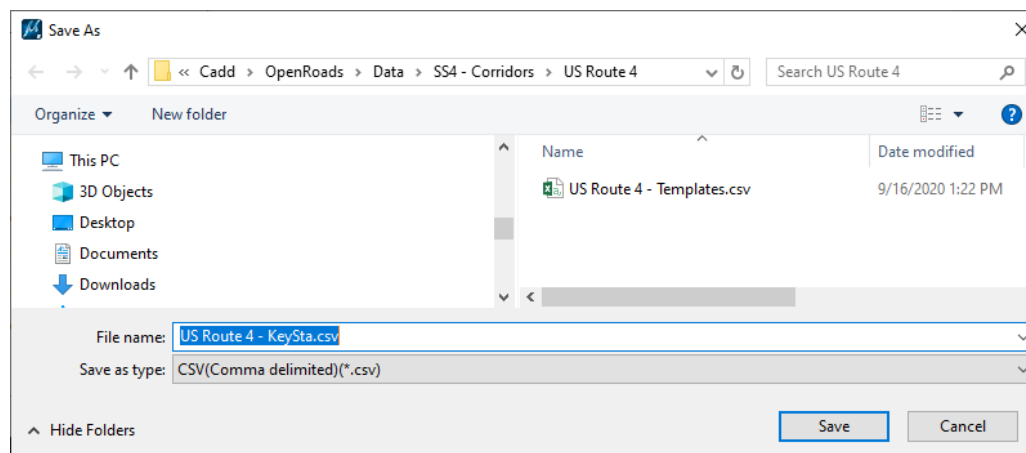 Save As
« Cadd > OpenRoads > Data > SS4 - Corridors > US Route 4
Search US Route 4
Organize
New folder
?
This PC
3D Objects
Desktop
Documents
Downloads
Name
Date modified
US Route 4 - Templates.csv
9/16/2020 1:22 PM
File name:
US Route 4 - KeySta.csv
Save as type:
CSV(Comma delimited)(*.csv)
Hide Folders
Save
Cancel